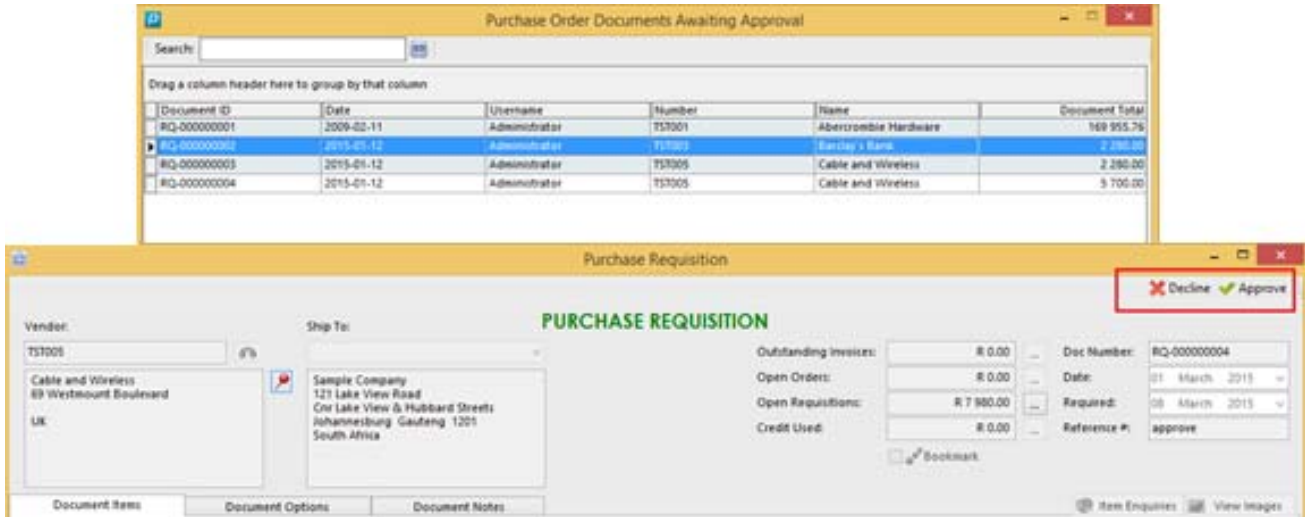 Purchase Order Documents Awaiting Approval
Search:
Drag a column header here to group by that column
Document ID Date Username Number Name Document Total
RQ-000000001 2009-02-11 Administrator TST001 Abercrombie Hardware 169 955.76
RQ-000000002 2015-01-12 Administrator TST003 Barclay's Bank 2 280.00
RQ-000000003 2015-01-12 Administrator TST005 Cable and Wireless 2 280.00
RQ-000000004 2015-01-12 Administrator TST005 Cable and Wireless 5 700.00
Purchase Requisition
Decline Approve
PURCHASE REQUISITION
Vendor: Ship To:
TST005
Cable and Wireless
69 Westmount Boulevard
UK
Sample Company
121 Lake View Road
Cnr Lake View & Hubbard Streets
Johannesburg Gauteng 1201
South Africa
Outstanding Invoices: R 0.00 ...
Open Orders: R 0.00 ...
Open Requisitions: R 7 980.00 ...
Credit Used: R 0.00 ...
Bookmark
Doc Number: RQ-000000004
Date: 01 March 2015
Required: 08 March 2015
Reference #: approve
Document Items Document Options Document Notes
Item Enquiries View Images